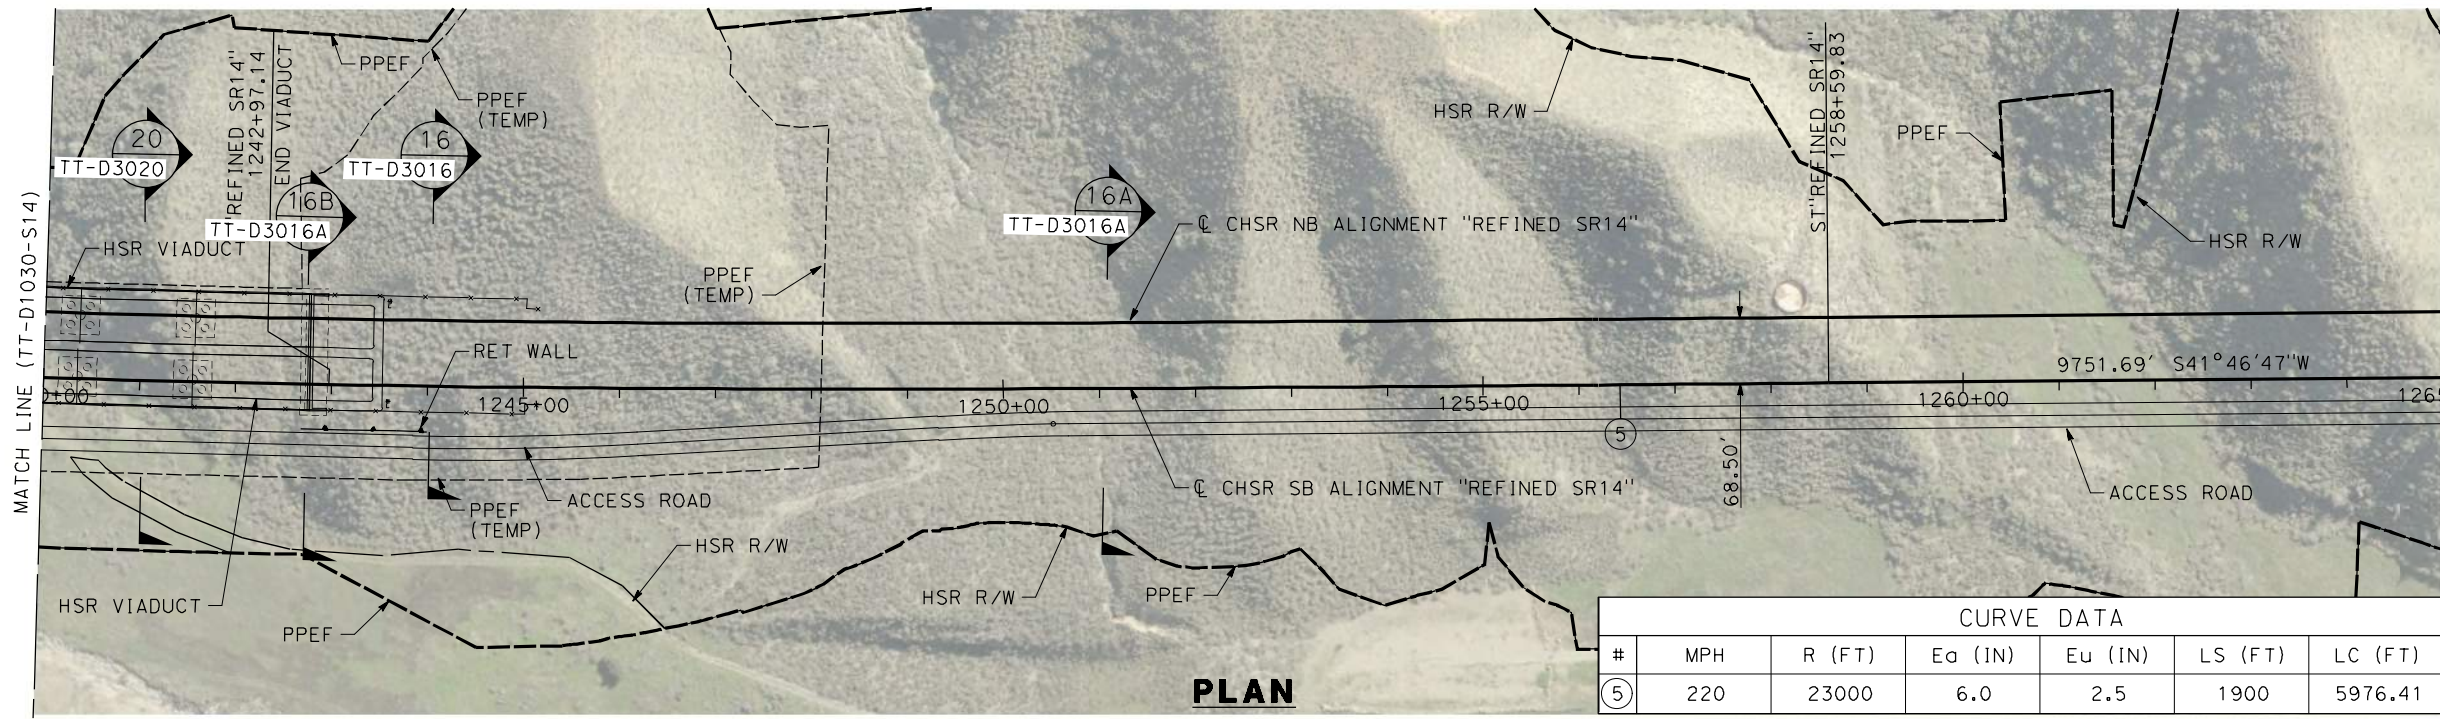 MATCH LINE (TT-D1030-S14)
"REFINED SR14"
1242+97.14
END VIADUCT
PPEF
PPEF
(TEMP)
20
TT-D3020
16
TT-D3016
16B
TT-D3016A
HSR VIADUCT
PPEF
(TEMP)
16A
TT-D3016A
℄ CHSR NB ALIGNMENT "REFINED SR14"
HSR R/W
ST"REFINED SR14"
1258+59.83
PPEF
HSR R/W
RET WALL
9751.69' S41°46'47"W
0+00
1245+00
1250+00
1255+00
1260+00
1265
5
68.50'
PPEF
(TEMP)
ACCESS ROAD
℄ CHSR SB ALIGNMENT "REFINED SR14"
ACCESS ROAD
HSR R/W
HSR VIADUCT
PPEF
HSR R/W
PPEF
PLAN
CURVE DATA
# MPH R (FT) Ea (IN) Eu (IN) LS (FT) LC (FT)
5 220 23000 6.0 2.5 1900 5976.41